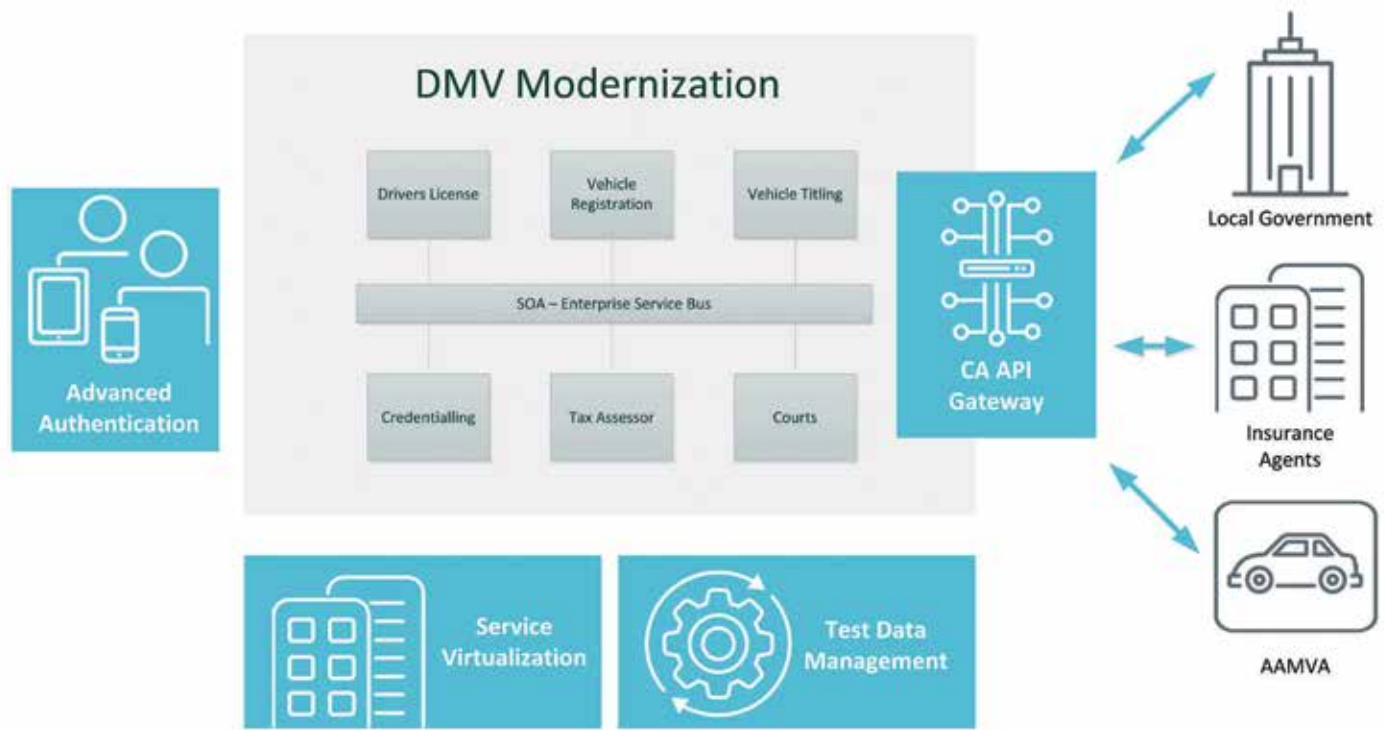 DMV Modernization
Drivers License
Vehicle
Registration
Vehicle Titling
SOA – Enterprise Service Bus
Credentialling
Tax Assessor
Courts
Advanced
Authentication
CA API
Gateway
Local Government
Insurance
Agents
AAMVA
Service
Virtualization
Test Data
Management